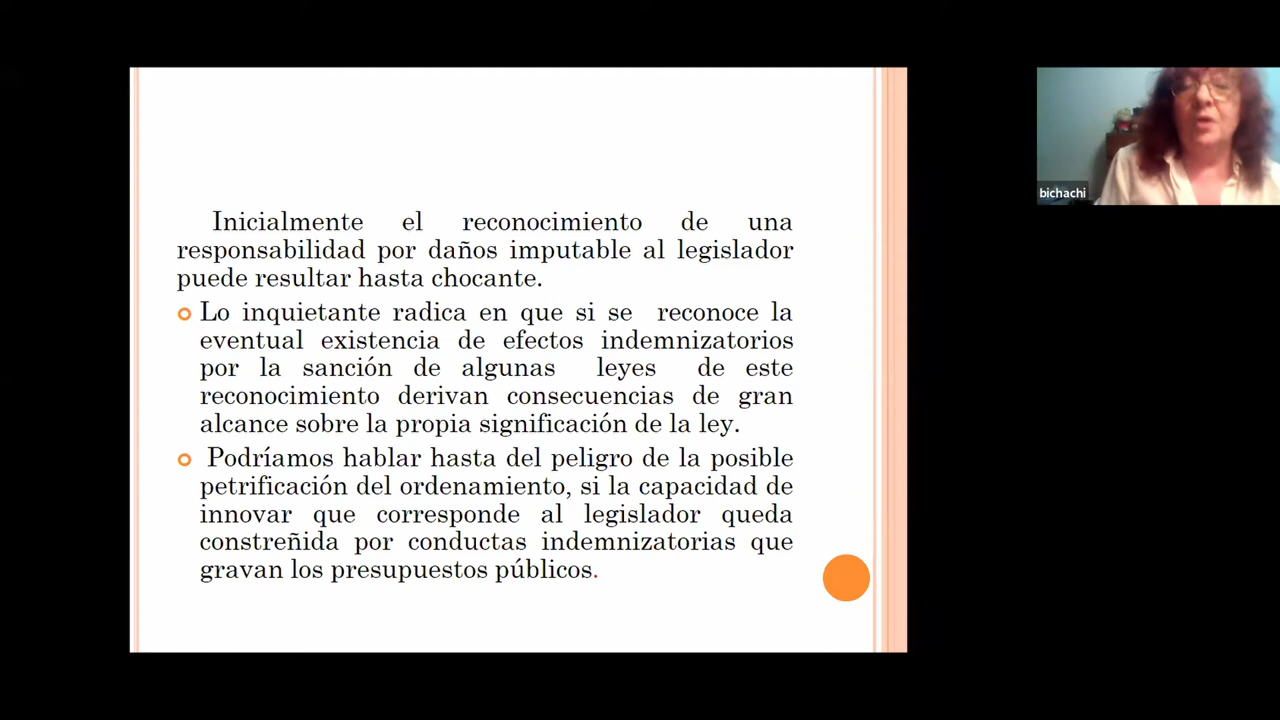 Inicialmente el reconocimiento de una
responsabilidad por daños imputable al legislador
puede resultar hasta chocante.
Lo inquietante radica en que si se reconoce la
eventual existencia de efectos indemnizatorios
por la sanción de algunas leyes de este
reconocimiento derivan consecuencias de gran
alcance sobre la propia significación de la ley.
Podríamos hablar hasta del peligro de la posible
petrificación del ordenamiento, si la capacidad de
innovar que corresponde al legislador queda
constreñida por conductas indemnizatorias que
gravan los presupuestos públicos.
bichachi